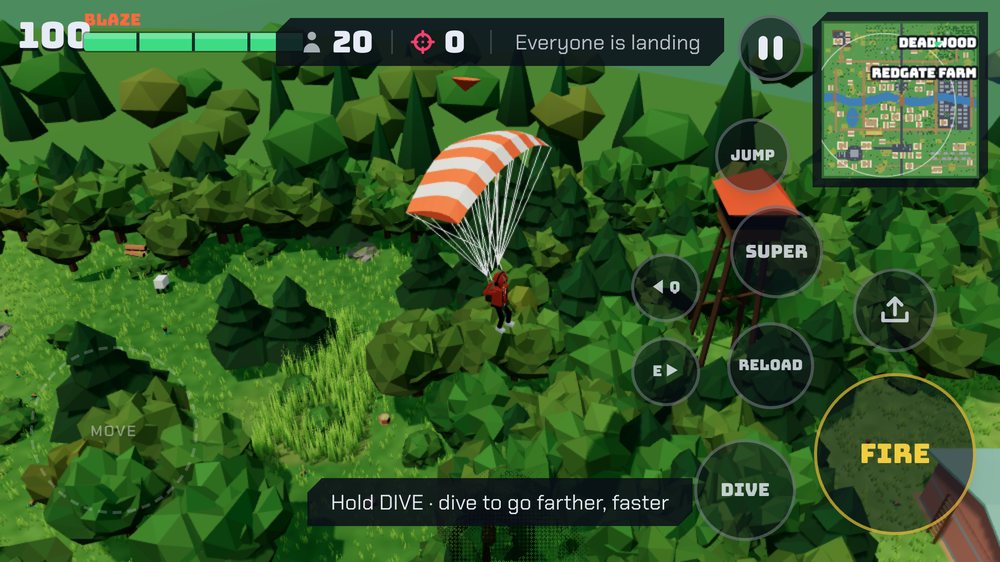 100
BLAZE
20
0
Everyone is landing
DEADWOOD
REDGATE FARM
JUMP
SUPER
Q
E
RELOAD
MOVE
FIRE
DIVE
Hold DIVE · dive to go farther, faster